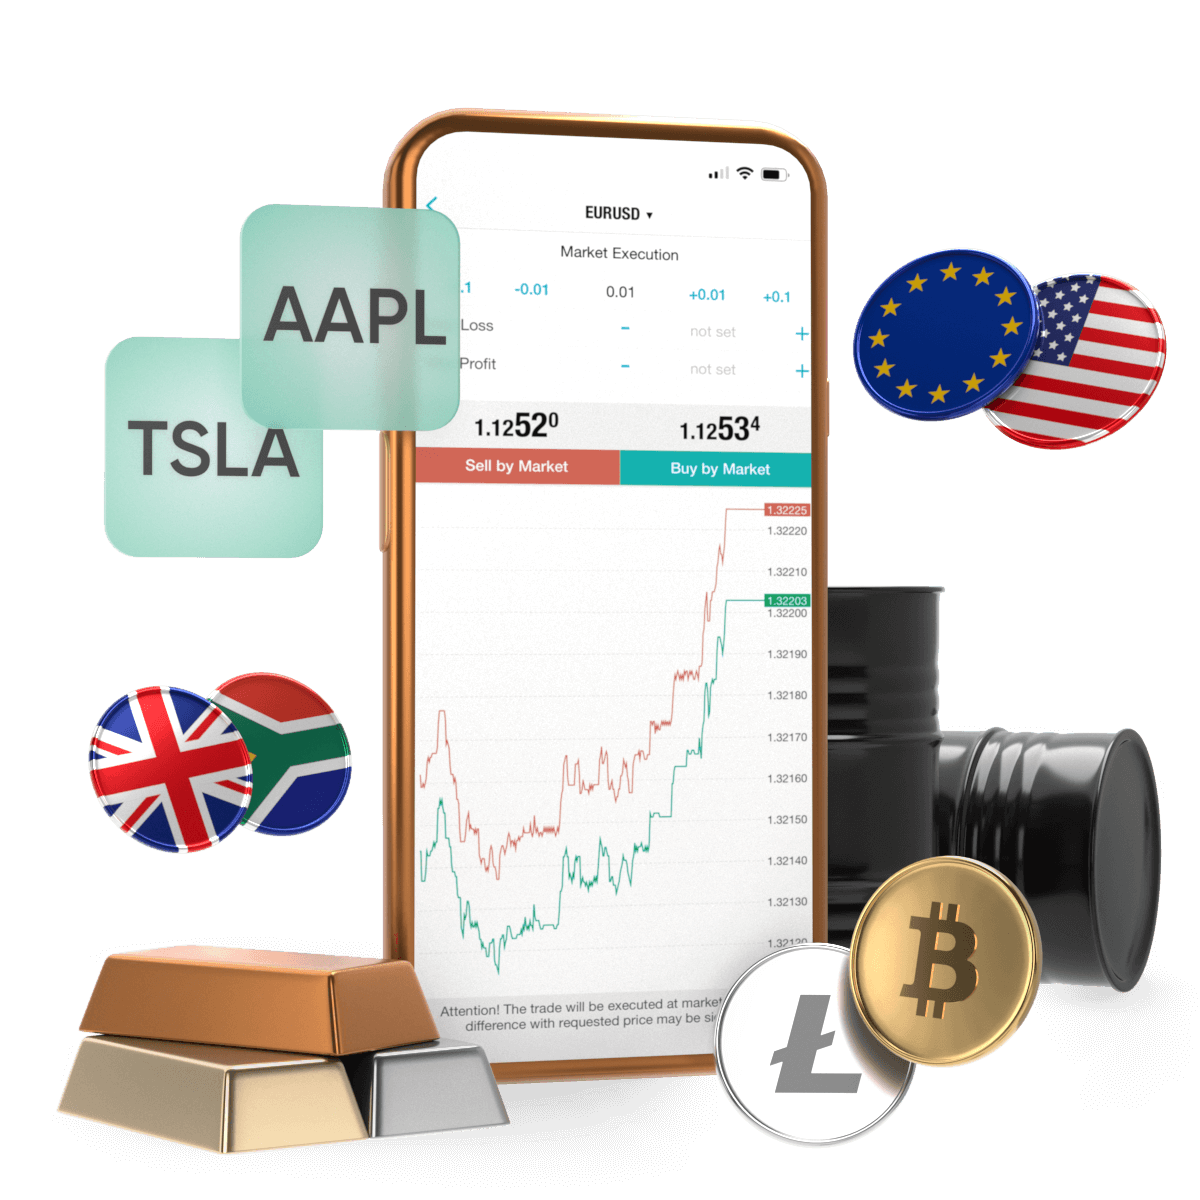 EURUSD ▾
Market Execution
.1 -0.01 0.01 +0.01 +0.1
Loss - not set +
Profit - not set +
1.12520 1.12534
Sell by Market Buy by Market
1.32225
1.32220
1.32210
1.32203
1.32200
1.32190
1.32180
1.32170
1.32160
1.32150
1.32140
1.32130
1.32120
Attention! The trade will be executed at market
difference with requested price may be
AAPL
TSLA